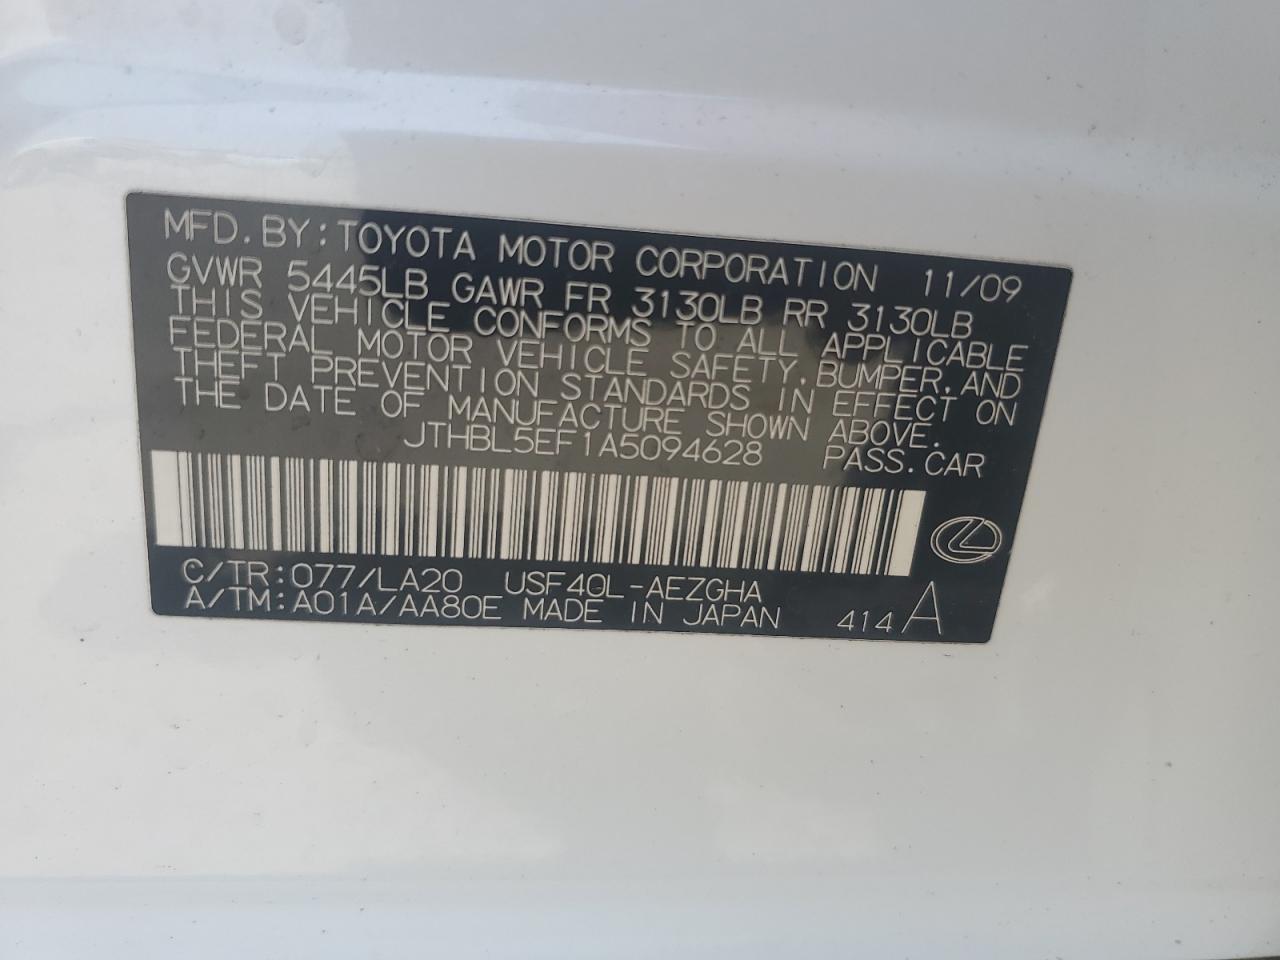 MFD. BY: TOYOTA MOTOR CORPORATION 11/09
GVWR 5445LB GAWR FR 3130LB RR 3130LB
THIS VEHICLE CONFORMS TO ALL APPLICABLE
FEDERAL MOTOR VEHICLE SAFETY, BUMPER, AND
THEFT PREVENTION STANDARDS IN EFFECT ON
THE DATE OF MANUFACTURE SHOWN ABOVE.
JTHBL5EF1A5094628 PASS. CAR
C/TR: 077/LA20 USF40L-AEZGHA
A/TM: A01A/AA80E MADE IN JAPAN 414 A